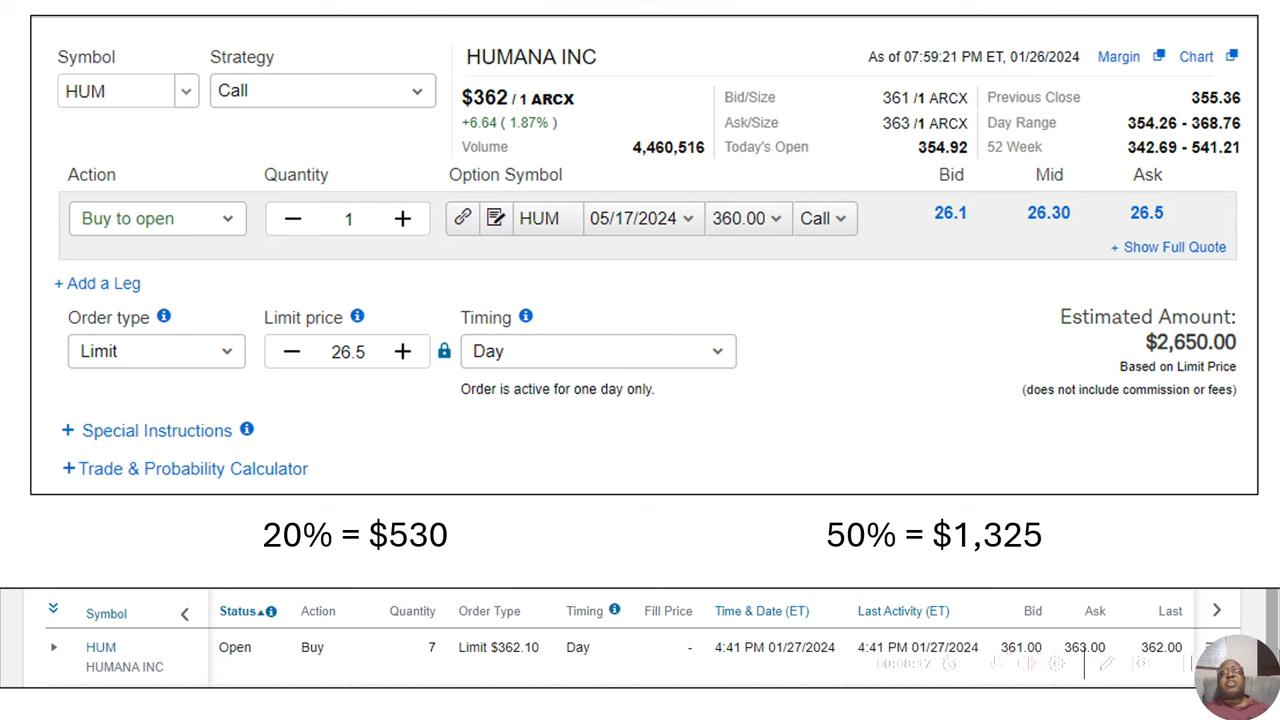 Symbol Strategy HUMANA INC As of 07:59:21 PM ET, 01/26/2024 Margin Chart
HUM Call $362 / 1 ARCX Bid/Size 361 /1 ARCX Previous Close 355.36
+6.64 ( 1.87% ) Ask/Size 363 /1 ARCX Day Range 354.26 - 368.76
Volume 4,460,516 Today's Open 354.92 52 Week 342.69 - 541.21
Action Quantity Option Symbol Bid Mid Ask
Buy to open 1 HUM 05/17/2024 360.00 Call 26.1 26.30 26.5
+ Show Full Quote
+ Add a Leg
Order type Limit price Timing Estimated Amount:
Limit 26.5 Day $2,650.00
Based on Limit Price
Order is active for one day only. (does not include commission or fees)
+ Special Instructions
+ Trade & Probability Calculator
20% = $530 50% = $1,325
Symbol Status Action Quantity Order Type Timing Fill Price Time & Date (ET) Last Activity (ET) Bid Ask Last
HUM Open Buy 7 Limit $362.10 Day - 4:41 PM 01/27/2024 4:41 PM 01/27/2024 361.00 363.00 362.00
HUMANA INC